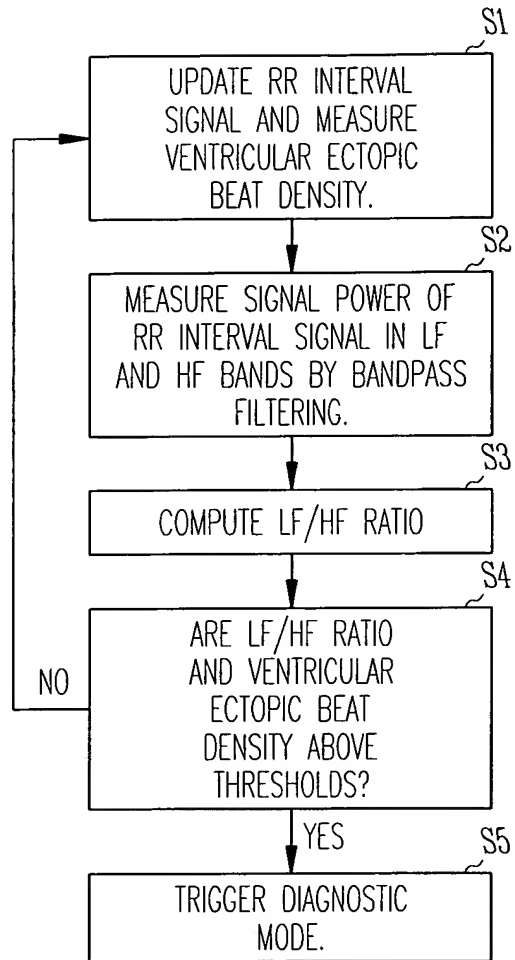 S1
UPDATE RR INTERVAL
SIGNAL AND MEASURE
VENTRICULAR ECTOPIC
BEAT DENSITY.
S2
MEASURE SIGNAL POWER OF
RR INTERVAL SIGNAL IN LF
AND HF BANDS BY BANDPASS
FILTERING.
S3
COMPUTE LF/HF RATIO
S4
ARE LF/HF RATIO
AND VENTRICULAR
ECTOPIC BEAT
DENSITY ABOVE
THRESHOLDS?
NO
YES
S5
TRIGGER DIAGNOSTIC
MODE.